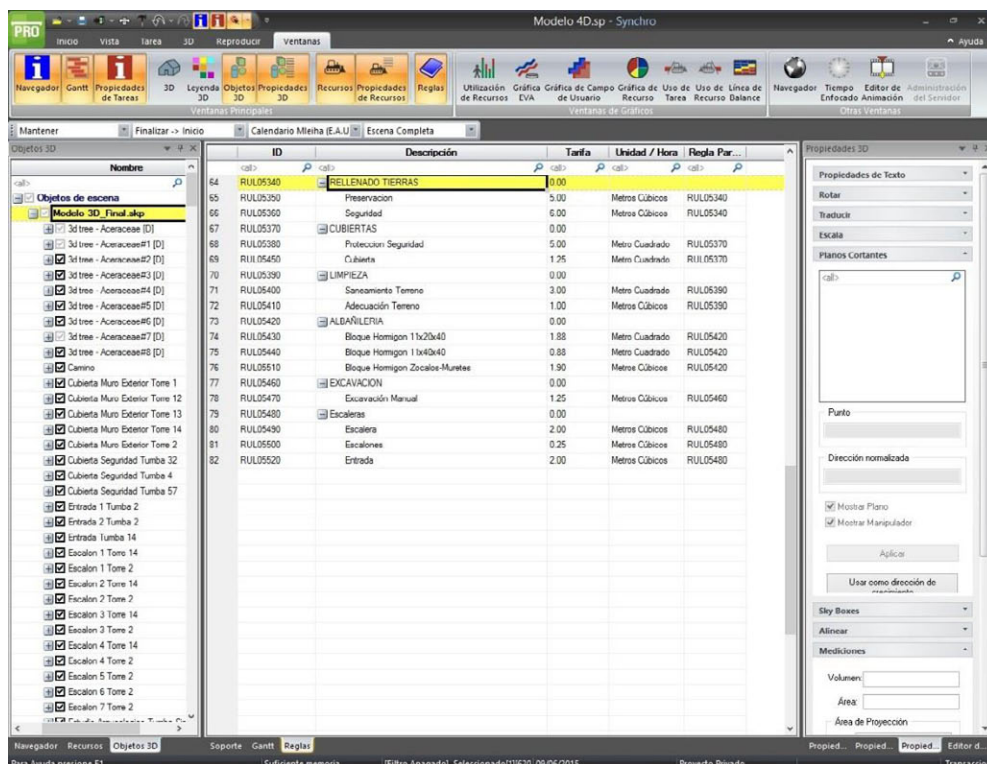 Modelo 4D.sp - Synchro
PRO
Inicio Vista Tarea 3D Reproducir Ventanas
Ayuda
Navegador Gantt Propiedades de Tareas 3D Leyenda 3D Objetos 3D Propiedades 3D Recursos Propiedades de Recursos Reglas
Utilización de Recursos Gráfica EVA Gráfica de Campo de Usuario Gráfica de Recurso Uso de Tarea Uso de Recurso Línea de Balance
Navegador Tiempo Enfocado Editor de Animación Administración del Servidor
Ventanas Principales Ventanas de Gráficos Otras Ventanas
Mantener Finalizar -> Inicio Calendario Mleiha (E.A.U Escena Completa
Objetos 3D
Nombre
<all>
Objetos de escena
Modelo 3D_Final.skp
3d tree - Aceraceae [D]
3d tree - Aceraceae#1 [D]
3d tree - Aceraceae#2 [D]
3d tree - Aceraceae#3 [D]
3d tree - Aceraceae#4 [D]
3d tree - Aceraceae#5 [D]
3d tree - Aceraceae#6 [D]
3d tree - Aceraceae#7 [D]
3d tree - Aceraceae#8 [D]
Camino
Cubierta Muro Exterior Torre 1
Cubierta Muro Exterior Torre 12
Cubierta Muro Exterior Torre 13
Cubierta Muro Exterior Torre 14
Cubierta Muro Exterior Torre 2
Cubierta Seguridad Tumba 32
Cubierta Seguridad Tumba 4
Cubierta Seguridad Tumba 57
Entrada 1 Tumba 2
Entrada 2 Tumba 2
Entrada Tumba 14
Escalon 1 Torre 14
Escalon 1 Torre 2
Escalon 2 Torre 14
Escalon 2 Torre 2
Escalon 3 Torre 14
Escalon 3 Torre 2
Escalon 4 Torre 14
Escalon 4 Torre 2
Escalon 5 Torre 2
Escalon 6 Torre 2
Escalon 7 Torre 2
Navegador Recursos Objetos 3D
ID Descripción Tarifa Unidad / Hora Regla Par...
<all> <all> <all> <all> <all>
64 RUL05340 RELLENADO TIERRAS 0.00
65 RUL05350 Preservacion 5.00 Metros Cúbicos RUL05340
66 RUL05360 Seguridad 6.00 Metros Cúbicos RUL05340
67 RUL05370 CUBIERTAS 0.00
68 RUL05380 Proteccion Seguridad 5.00 Metro Cuadrado RUL05370
69 RUL05450 Cubierta 1.25 Metro Cuadrado RUL05370
70 RUL05390 LIMPIEZA 0.00
71 RUL05400 Saneamiento Terreno 3.00 Metro Cuadrado RUL05390
72 RUL05410 Adecuación Terreno 1.00 Metros Cúbicos RUL05390
73 RUL05420 ALBAÑILERIA 0.00
74 RUL05430 Bloque Hormigon 11x20x40 1.88 Metro Cuadrado RUL05420
75 RUL05440 Bloque Hormigon 11x40x40 0.88 Metro Cuadrado RUL05420
76 RUL05510 Bloque Hormigon Zocalos-Muretes 1.90 Metros Cúbicos RUL05420
77 RUL05460 EXCAVACION 0.00
78 RUL05470 Excavación Manual 1.25 Metros Cúbicos RUL05460
79 RUL05480 Escaleras 0.00
80 RUL05490 Escalera 2.00 Metros Cúbicos RUL05480
81 RUL05500 Escalones 0.25 Metros Cúbicos RUL05480
82 RUL05520 Entrada 2.00 Metros Cúbicos RUL05480
Soporte Gantt Reglas
Propiedades 3D
Propiedades de Texto
Rotar
Traducir
Escala
Planos Cortantes
<all>
Punto
Dirección normalizada
Mostrar Plano
Mostrar Manipulador
Aplicar
Usar como dirección de
Sky Boxes
Alinear
Mediciones
Volumen:
Área:
Área de Proyección
Propied... Propied... Propied... Editor d...
Para Ayuda presione F1 Suficiente memoria [Filtro Apagado] Seleccionado[1]620 09/06/2015 Proyecto Privado